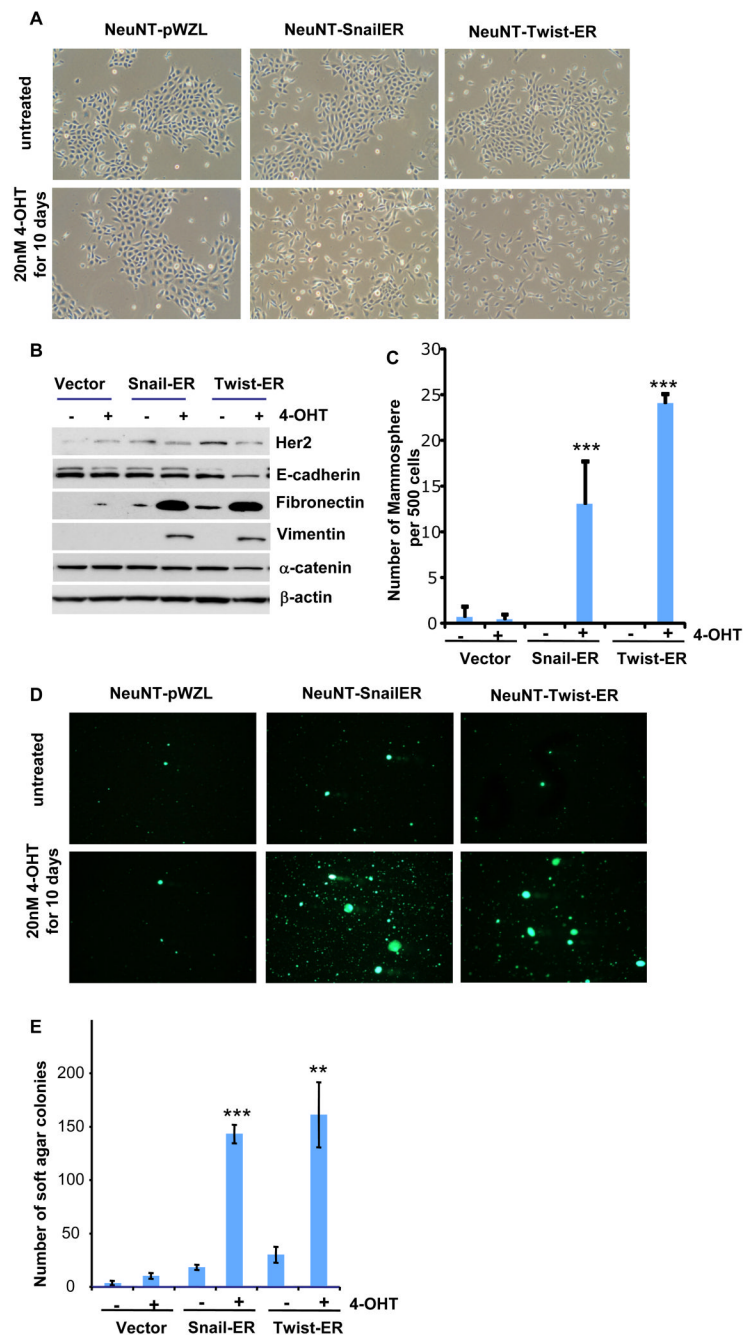 A
NeuNT-pWZL NeuNT-SnailER NeuNT-Twist-ER
untreated
20nM 4-OHT
for 10 days
B
Vector Snail-ER Twist-ER
- + - + - + 4-OHT
Her2
E-cadherin
Fibronectin
Vimentin
α-catenin
β-actin
C
Number of Mammosphere
per 500 cells
30
25
20
15
10
5
0
***
***
- + - + - + 4-OHT
Vector Snail-ER Twist-ER
D
NeuNT-pWZL NeuNT-SnailER NeuNT-Twist-ER
untreated
20nM 4-OHT
for 10 days
E
Number of soft agar colonies
200
150
100
50
0
***
**
- + - + - + 4-OHT
Vector Snail-ER Twist-ER